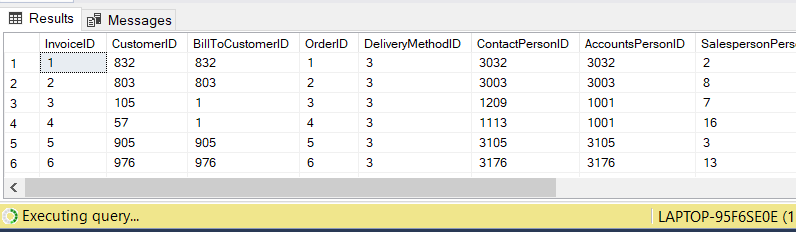 Results Messages
InvoiceID CustomerID BillToCustomerID OrderID DeliveryMethodID ContactPersonID AccountsPersonID SalespersonPers
1 1 832 832 1 3 3032 3032 2
2 2 803 803 2 3 3003 3003 8
3 3 105 1 3 3 1209 1001 7
4 4 57 1 4 3 1113 1001 16
5 5 905 905 5 3 3105 3105 3
6 6 976 976 6 3 3176 3176 13
Executing query... LAPTOP-95F6SE0E (1